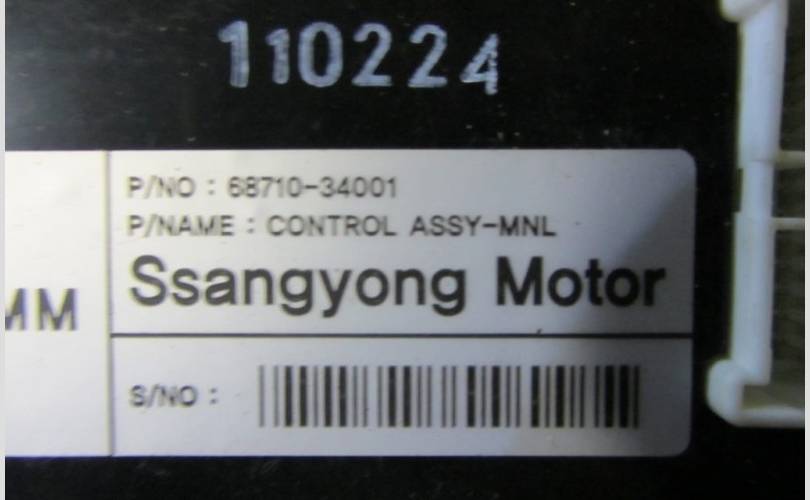 110224
P/NO : 68710-34001
P/NAME : CONTROL ASSY-MNL
Ssangyong Motor
MM
S/NO :